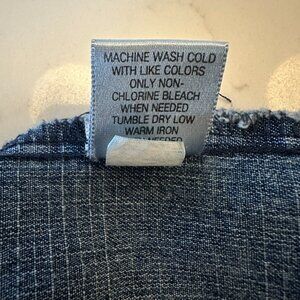 MACHINE WASH COLD
WITH LIKE COLORS
ONLY NON-
CHLORINE BLEACH
WHEN NEEDED
TUMBLE DRY LOW
WARM IRON